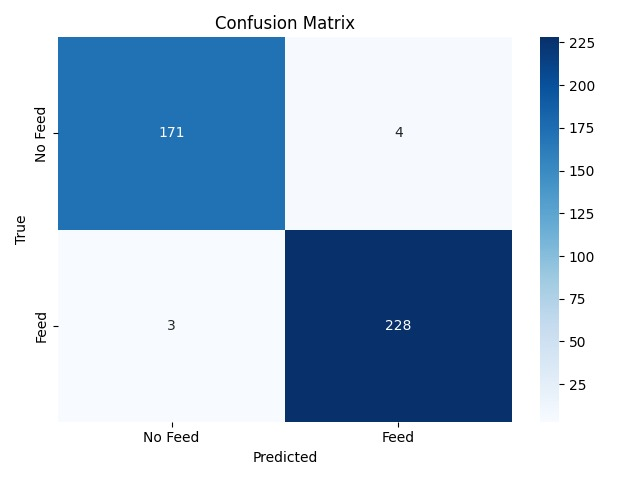 Confusion Matrix
True
No Feed
171
4
Feed
3
228
No Feed
Feed
Predicted
225
200
175
150
125
100
75
50
25